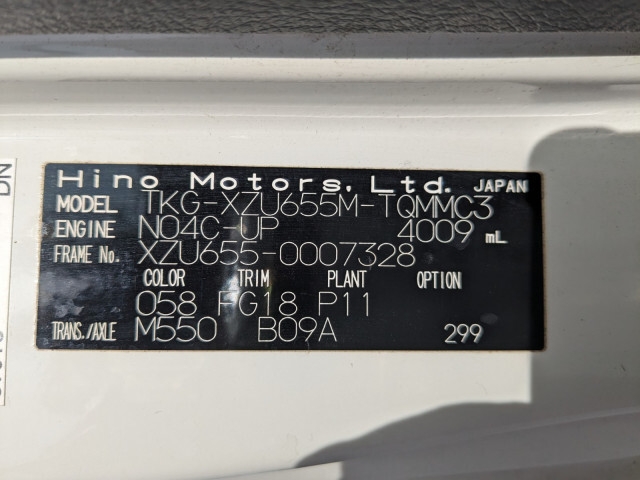 Hino Motors, Ltd. JAPAN
MODEL TKG-XZU655M-TQMMC3
ENGINE N04C-UP 4009 mL
FRAME No. XZU655-0007328
COLOR TRIM PLANT OPTION
058 FG18 P11
TRANS./AXLE M550 B09A 299
DN